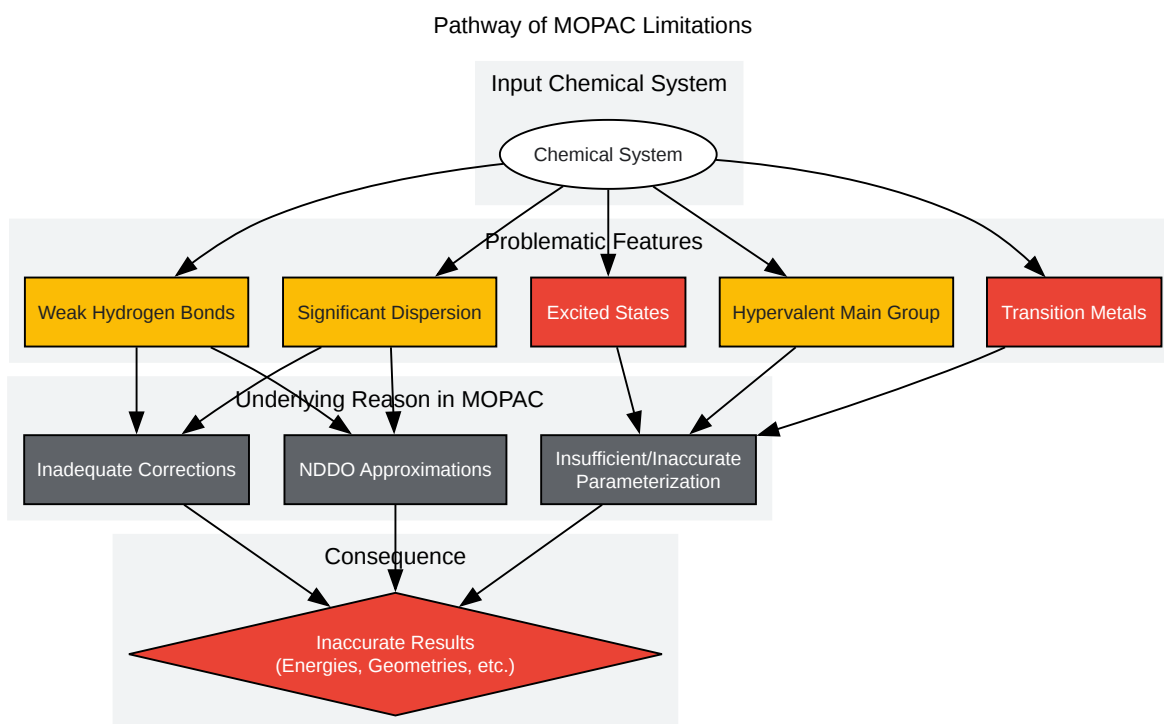 Pathway of MOPAC Limitations
Input Chemical System
Chemical System
Problematic Features
Weak Hydrogen Bonds
Significant Dispersion
Excited States
Hypervalent Main Group
Transition Metals
Underlying Reason in MOPAC
Inadequate Corrections
NDDO Approximations
Insufficient/Inaccurate
Parameterization
Consequence
Inaccurate Results
(Energies, Geometries, etc.)